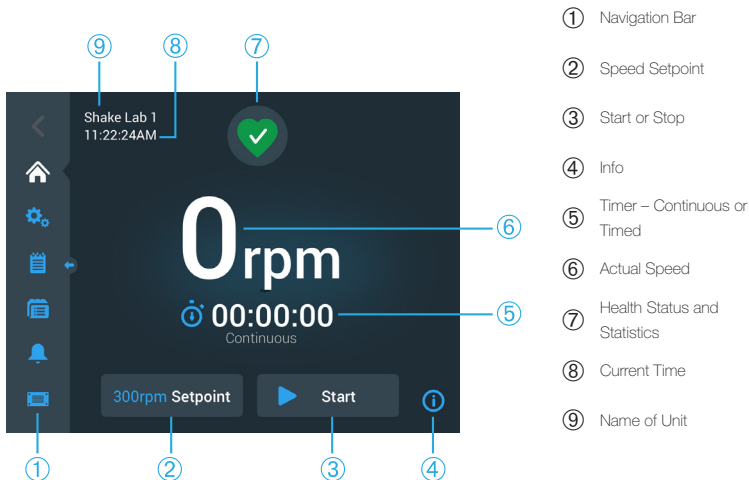 ⑨ ⑧ ⑦
Shake Lab 1
11:22:24AM
0rpm
⑥
00:00:00
⑤
Continuous
300rpm Setpoint
Start
① ② ③ ④
① Navigation Bar
② Speed Setpoint
③ Start or Stop
④ Info
⑤ Timer – Continuous or
Timed
⑥ Actual Speed
⑦ Health Status and
Statistics
⑧ Current Time
⑨ Name of Unit